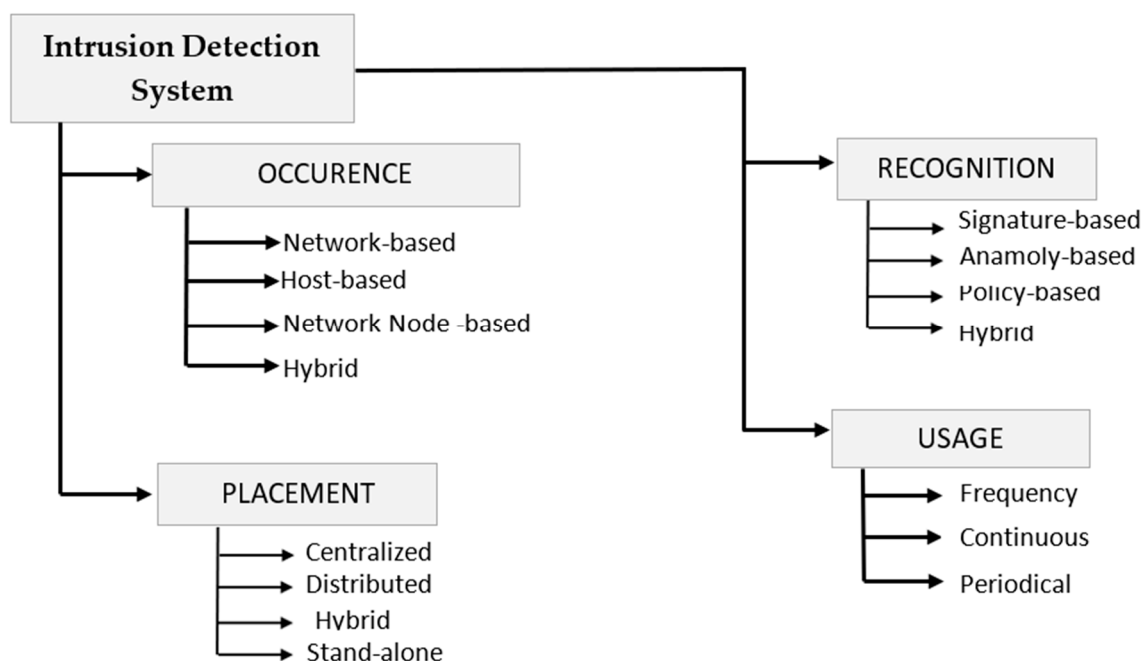 Intrusion Detection
System
OCCURENCE
Network-based
Host-based
Network Node -based
Hybrid
PLACEMENT
Centralized
Distributed
Hybrid
Stand-alone
RECOGNITION
Signature-based
Anamoly-based
Policy-based
Hybrid
USAGE
Frequency
Continuous
Periodical